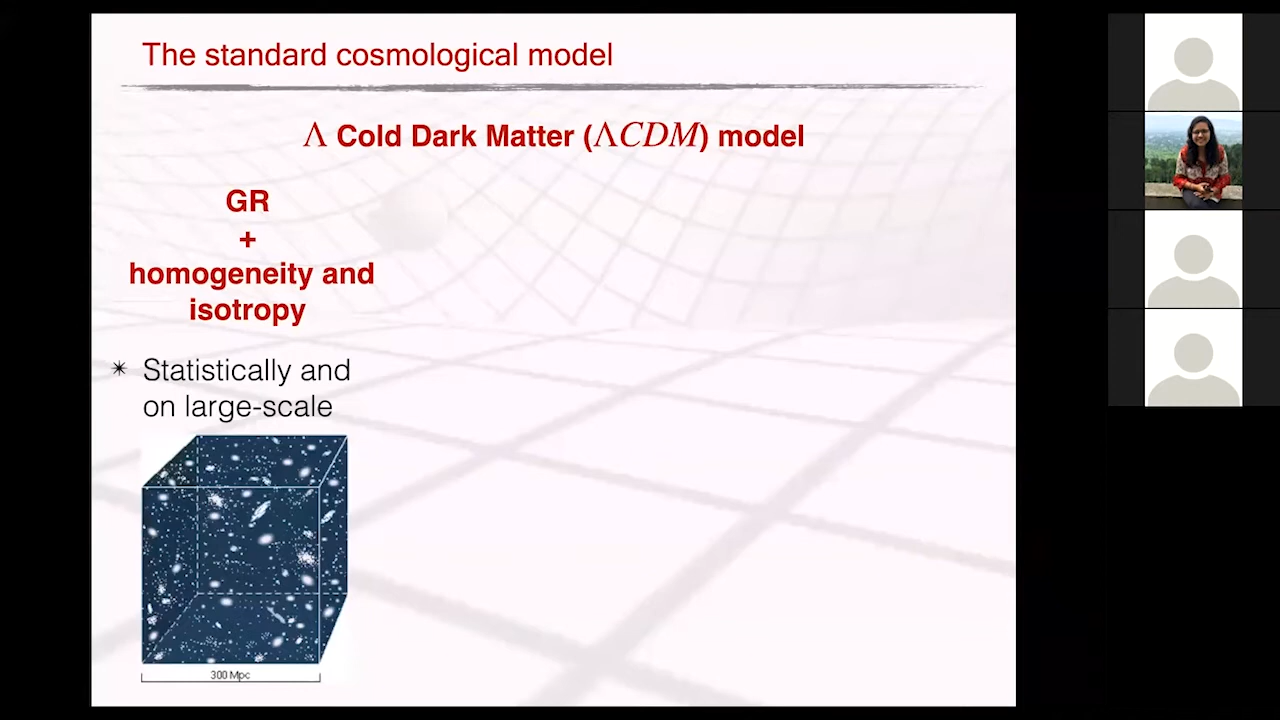 The standard cosmological model
Λ Cold Dark Matter (ΛCDM) model
GR
+
homogeneity and
isotropy
✴ Statistically and
on large-scale
300 Mpc